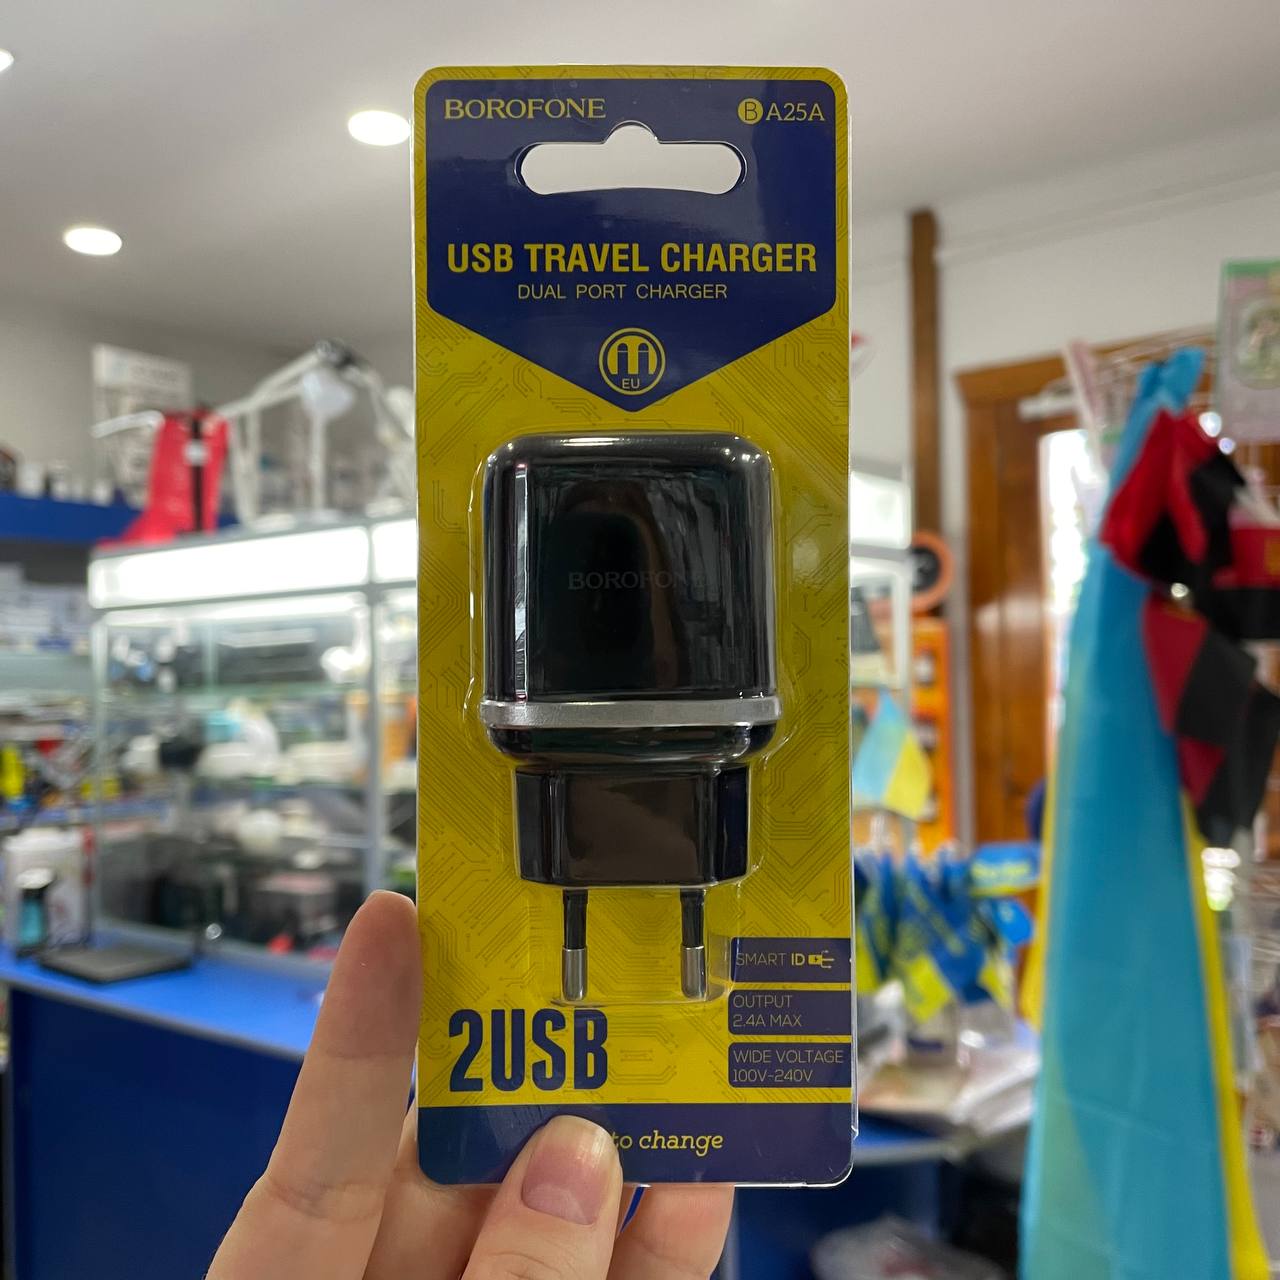 BOROFONE
B A25A
USB TRAVEL CHARGER
DUAL PORT CHARGER
EU
BOROFONE
SMART ID
OUTPUT
2.4A MAX
2USB
WIDE VOLTAGE
100V~240V
to change